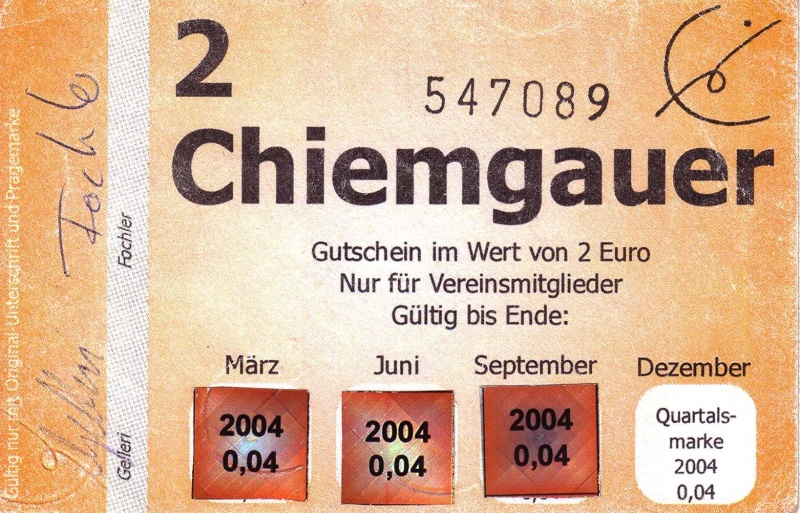 2
547089
Chiemgauer
Gutschein im Wert von 2 Euro
Nur für Vereinsmitglieder
Gültig bis Ende:
März Juni September Dezember
2004 2004 2004 Quartals-
0,04 0,04 0,04 marke
2004
0,04
Gültig nur mit Original-Unterschrift und Prägemarke
Gelleri Fochler